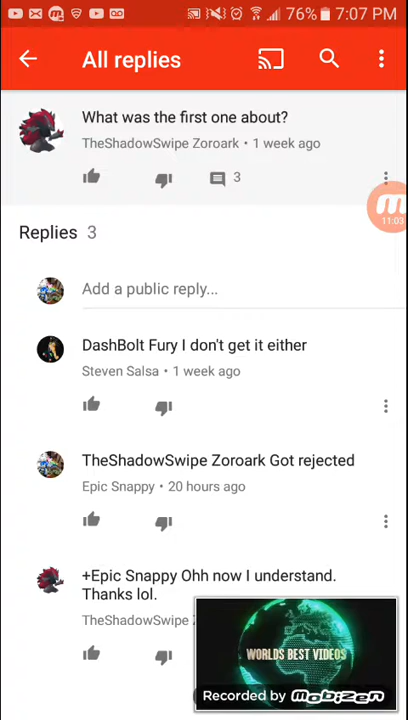 76% 7:07 PM
All replies
What was the first one about?
TheShadowSwipe Zoroark • 1 week ago
3
11:03
Replies 3
Add a public reply...
DashBolt Fury I don't get it either
Steven Salsa • 1 week ago
TheShadowSwipe Zoroark Got rejected
Epic Snappy • 20 hours ago
+Epic Snappy Ohh now I understand.
Thanks lol.
TheShadowSwipe
WORLDS BEST VIDEOS
Recorded by mobizen